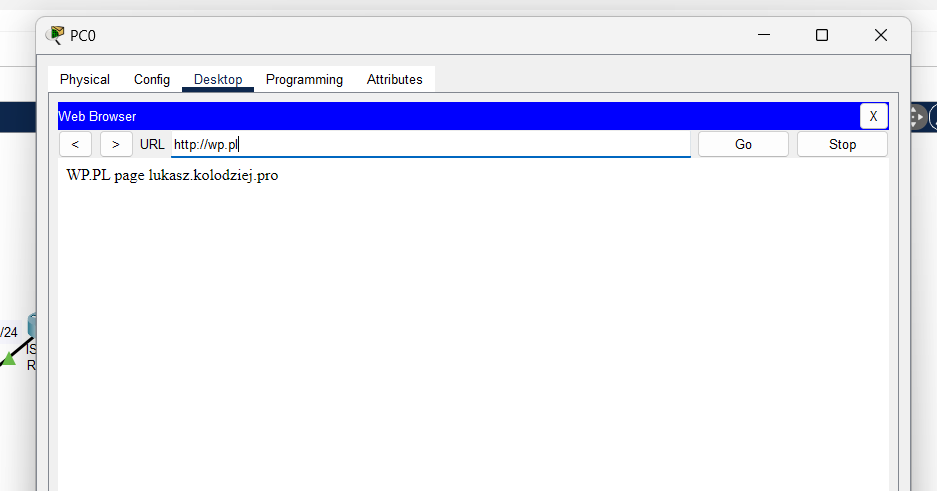 PC0
Physical Config Desktop Programming Attributes
Web Browser X
< > URL http://wp.pl Go Stop
WP.PL page lukasz.kolodziej.pro
/24
IS
R